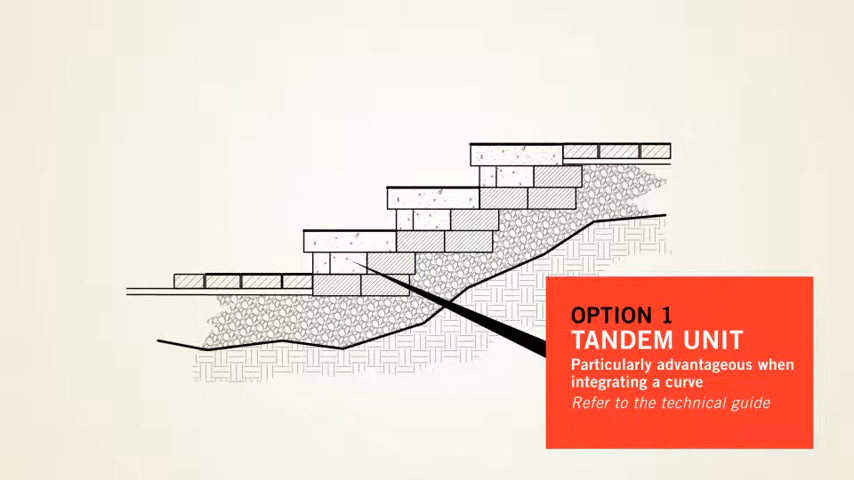 OPTION 1
TANDEM UNIT
Particularly advantageous when
integrating a curve
Refer to the technical guide